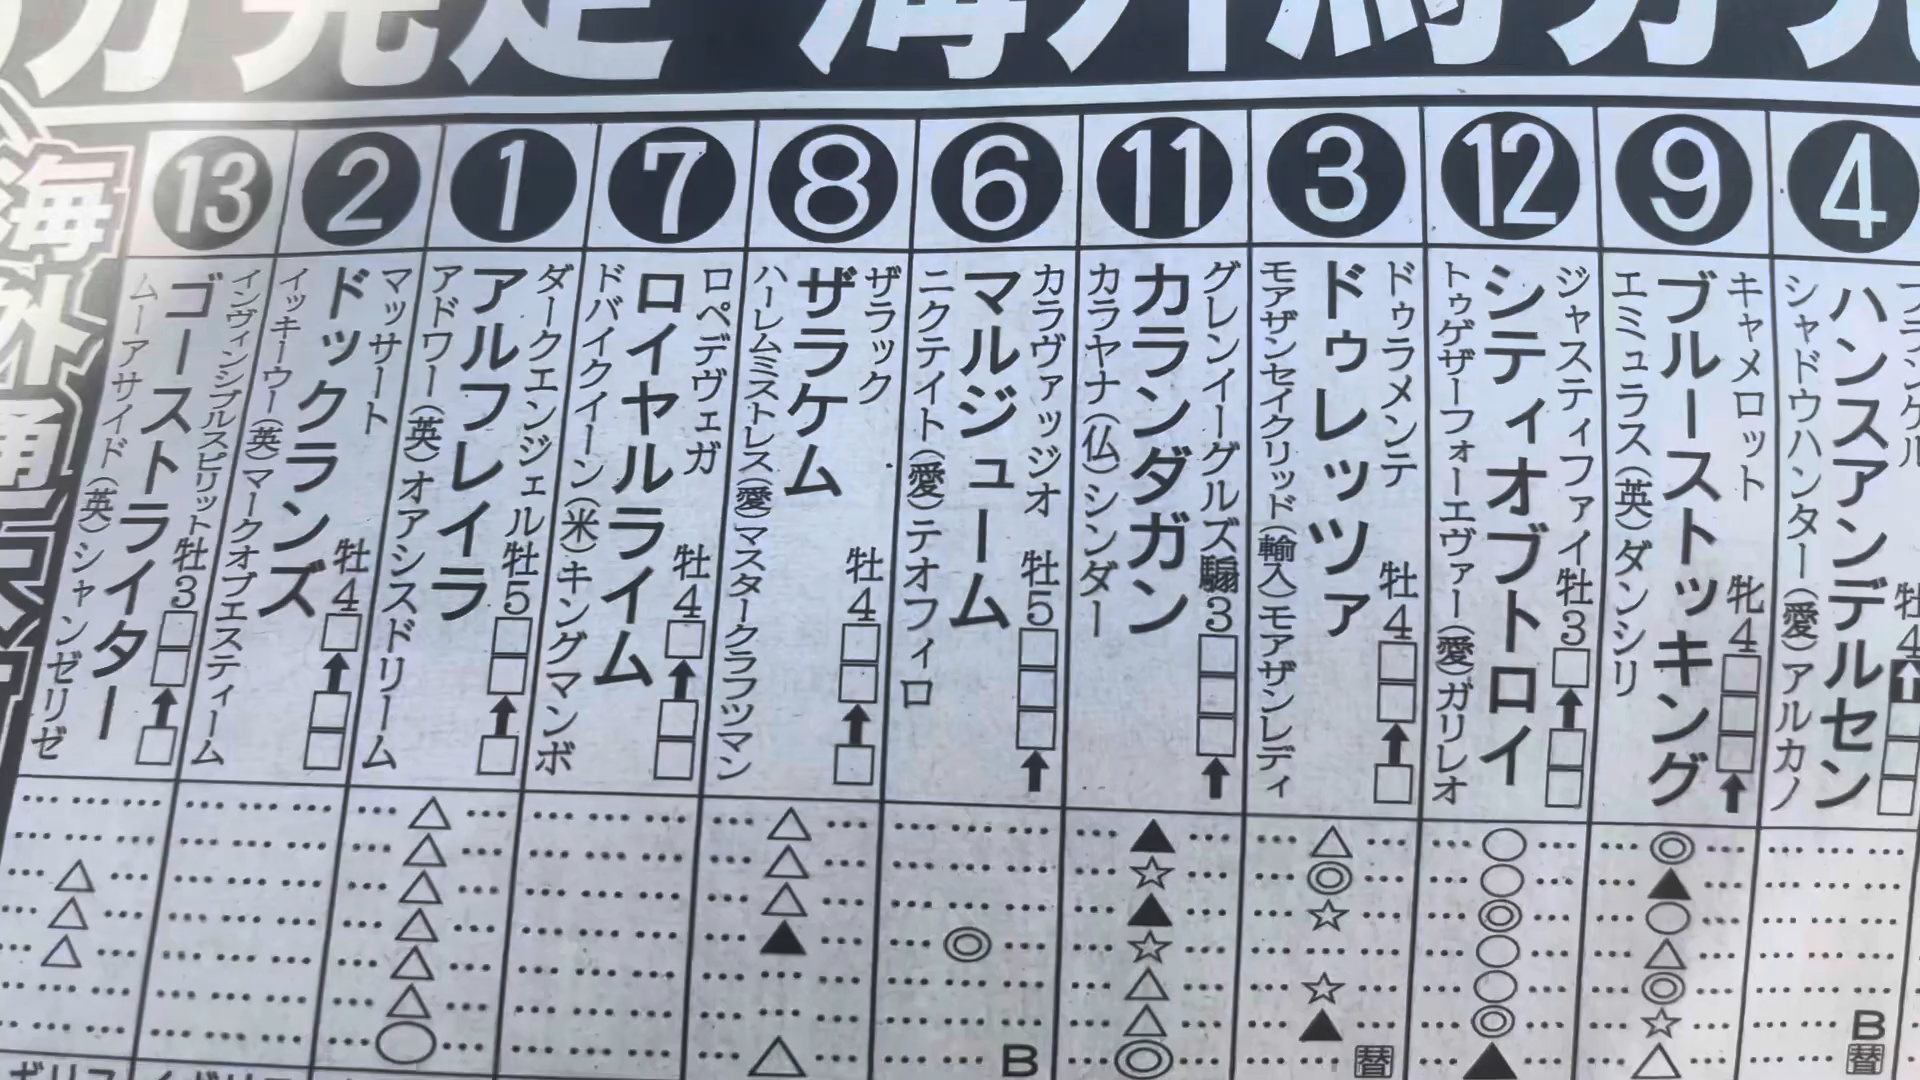 方発走 海外馬券発
海外通
4
ハンスアンデルセン
シャドウハンター(愛)アルカノ
牡4
B
替
9
キャメロット
ブルーストッキング
エミュラス(英)ダンシリ
牝4
◎
▲
○
△
◎
☆
△
12
ジャスティファイ
シティオブトロイ
トゥゲザーフォーエヴァー(愛)ガリレオ
牡3
○
○
◎
○
○
◎
▲
3
ドゥラメンテ
ドゥレッツァ
モアザンセイクリッド(輸入)モアザンレディ
牡4
△
◎
☆
☆
▲
替
11
グレンイーグルズ
カランダガン
カラヤナ(仏)シンダー
騸3
▲
☆
▲
☆
△
△
◎
6
カラヴァッジオ
マルジューム
ニクテイト(愛)テオフィロ
牡5
◎
B
8
ザラック
ザラケム
ハーレムミストレス(愛)マスタークラフツマン
牡4
△
△
△
▲
△
7
ロペデヴェガ
ロイヤルライム
ドバイクイーン(米)キングマンボ
牡4
1
ダークエンジェル
アルフレイラ
アドワー(英)オアシスドリーム
牡5
△
△
△
△
△
△
○
2
マッサート
ドックランズ
イッキーウー(英)マークオブエスティーム
牡4
13
インヴィンシブルスピリット
ゴーストライター
ムーアサイド(英)シャンゼリゼ
牡3
△
△
△